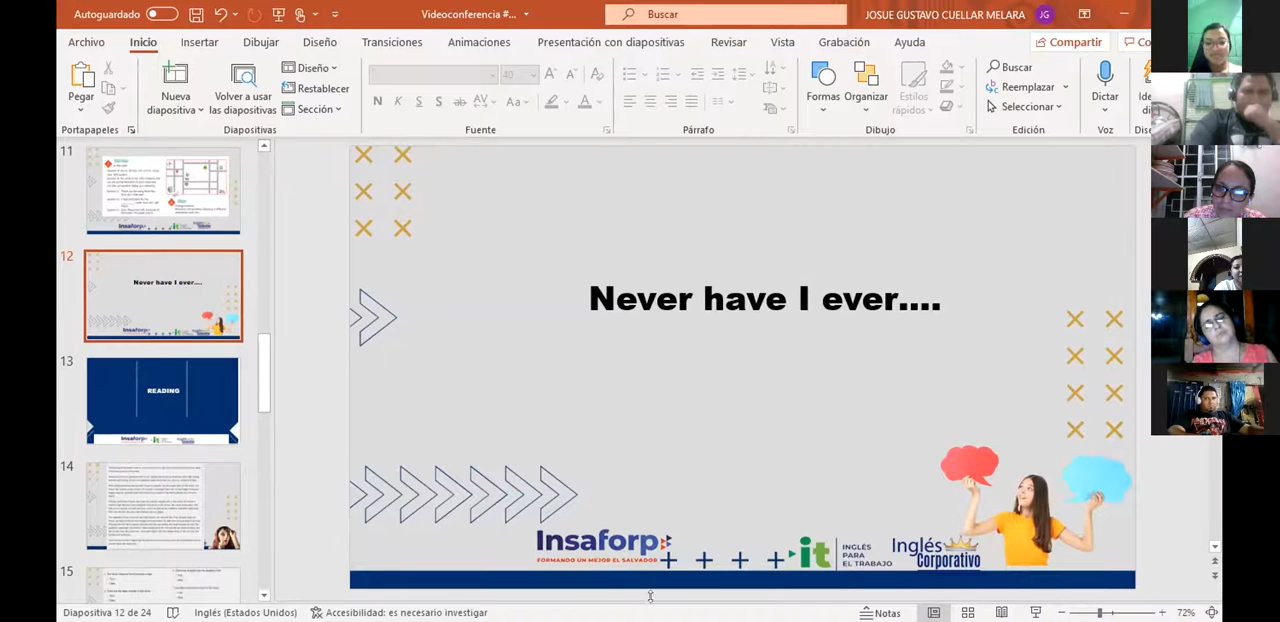 Autoguardado
Videoconferencia #...
Buscar
JOSUE GUSTAVO CUELLAR MELARA
JG
Archivo
Inicio
Insertar
Dibujar
Diseño
Transiciones
Animaciones
Presentación con diapositivas
Revisar
Vista
Grabación
Ayuda
Compartir
Co
Pegar
Nueva
diapositiva
Volver a usar
las diapositivas
Diseño
Restablecer
Sección
Formas
Organizar
Estilos
rápidos
Buscar
Reemplazar
Seleccionar
Dictar
Portapapeles
Diapositivas
Fuente
Párrafo
Dibujo
Edición
Voz
11
12
Never have I ever....
13
READING
14
15
Never have I ever....
Insaforp
FORMANDO UN MEJOR EL SALVADOR
it
INGLÉS
PARA
TRABAJO
Inglés
Corporativo
Diapositiva 12 de 24
Inglés (Estados Unidos)
Accesibilidad: es necesario investigar
Notas
72%